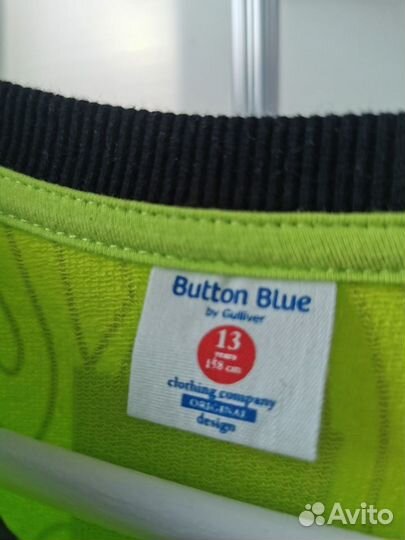 Button Blue
by Gulliver
13
years
158 cm
clothing company
ORIGINAL
design
Avito